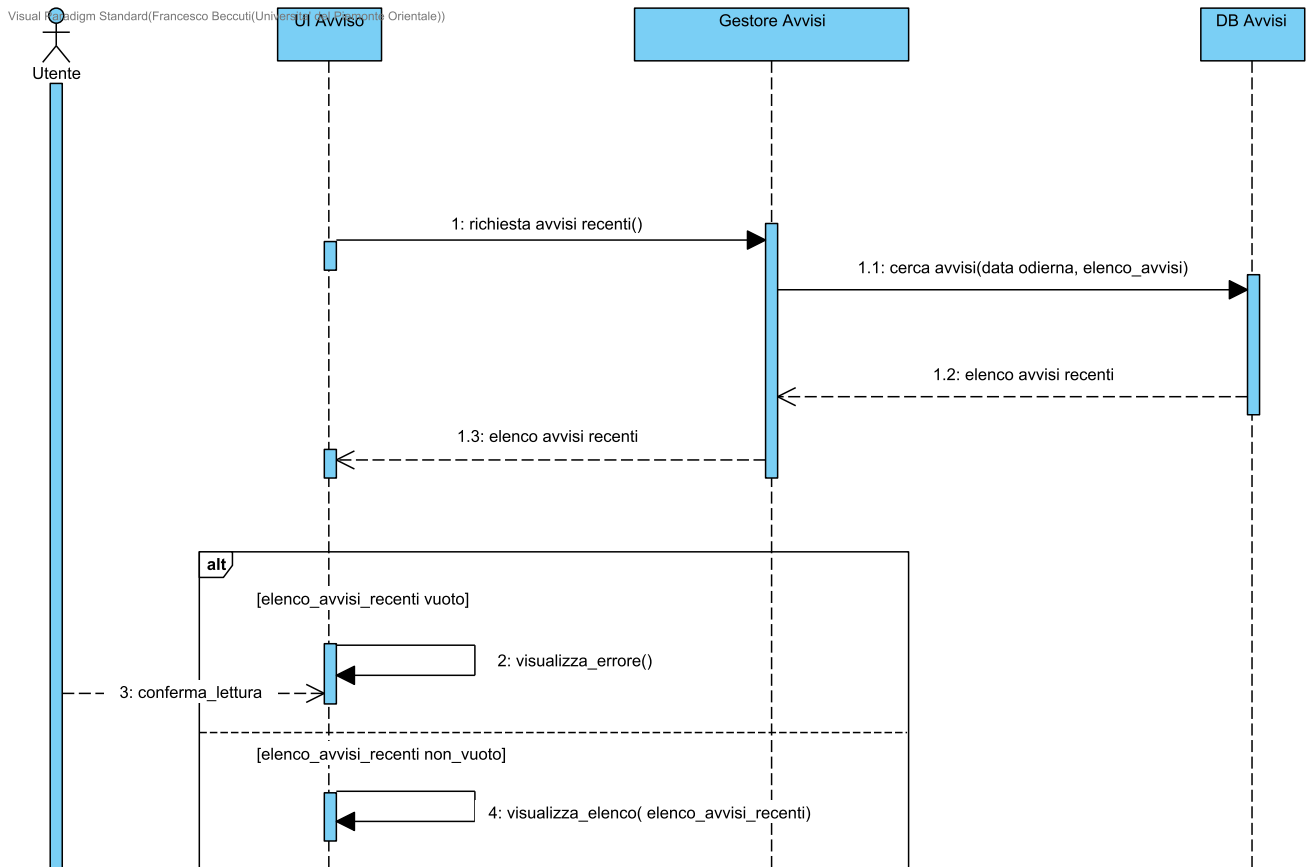 Visual Paradigm Standard(Francesco Beccuti(Universita' del Piemonte Orientale))
UI Avviso
Gestore Avvisi
DB Avvisi
Utente
1: richiesta avvisi recenti()
1.1: cerca avvisi(data odierna, elenco_avvisi)
1.2: elenco avvisi recenti
1.3: elenco avvisi recenti
alt
[elenco_avvisi_recenti vuoto]
2: visualizza_errore()
3: conferma_lettura
[elenco_avvisi_recenti non_vuoto]
4: visualizza_elenco( elenco_avvisi_recenti)